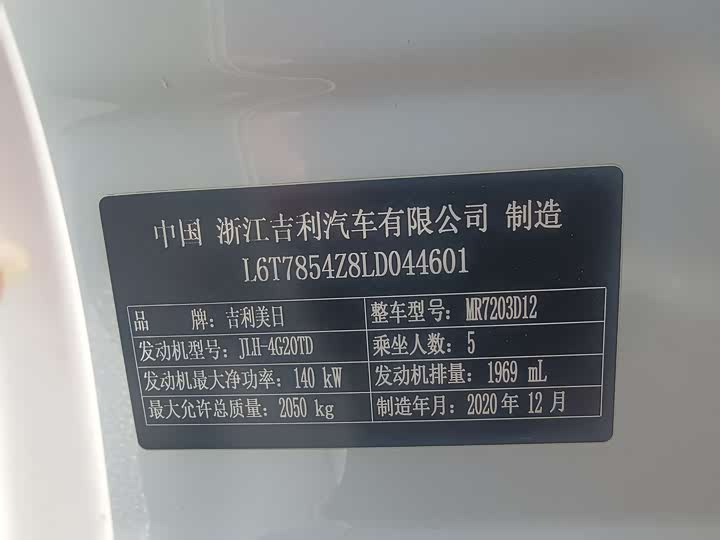 中国 浙江吉利汽车有限公司 制造
L6T7854Z8LD044601
品 牌：吉利美日 整车型号：MR7203D12
发动机型号：JLH-4G20TD 乘坐人数：5
发动机最大净功率：140 kW 发动机排量：1969 mL
最大允许总质量：2050 kg 制造年月：2020 年 12 月